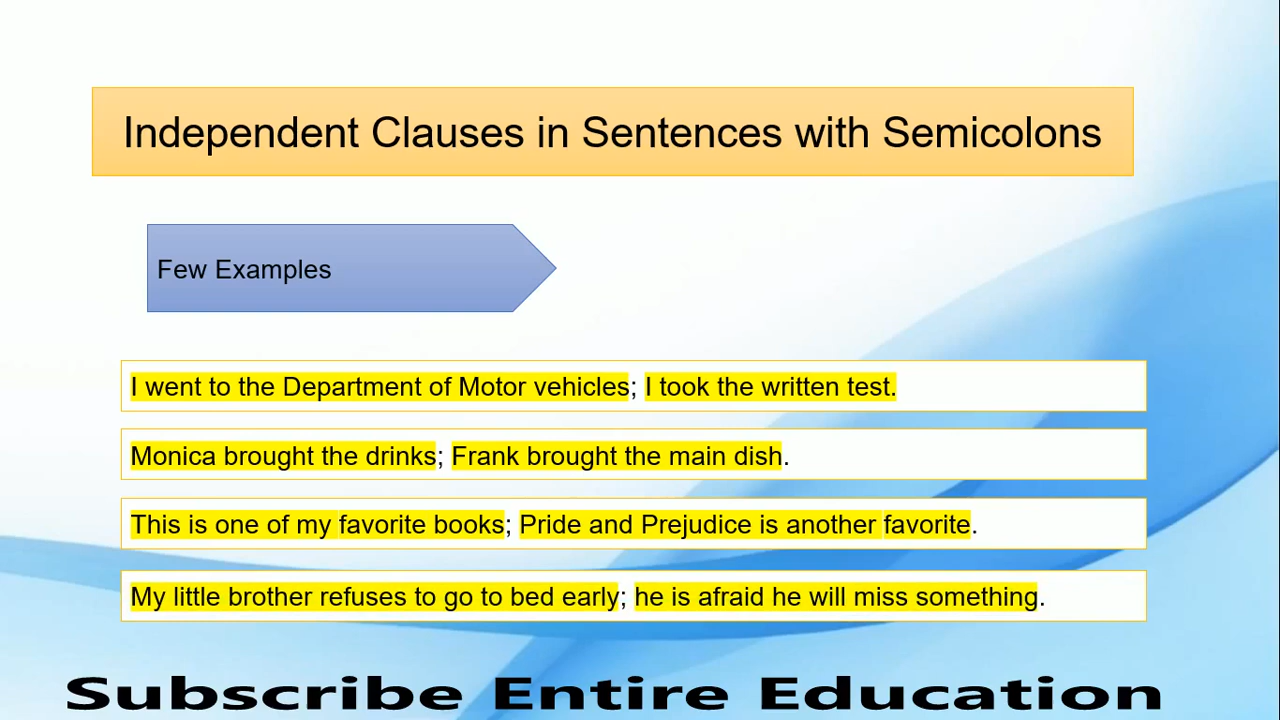 Independent Clauses in Sentences with Semicolons
Few Examples
I went to the Department of Motor vehicles; I took the written test.
Monica brought the drinks; Frank brought the main dish.
This is one of my favorite books; Pride and Prejudice is another favorite.
My little brother refuses to go to bed early; he is afraid he will miss something.
Subscribe Entire Education